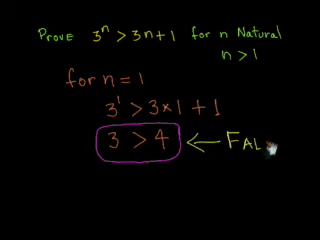 Prove 3ⁿ > 3n+1 for n Natural
n > 1
for n = 1
3¹ > 3×1 + 1
3 > 4 ← FAL